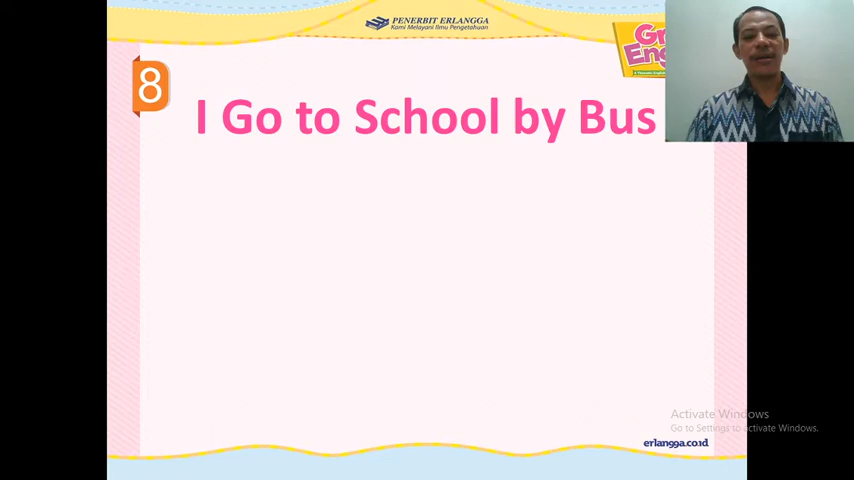 PENERBIT ERLANGGA
Kami Melayani Ilmu Pengetahuan
8
I Go to School by Bus
Activate Windows
Go to Settings to activate Windows.
erlangga.co.id